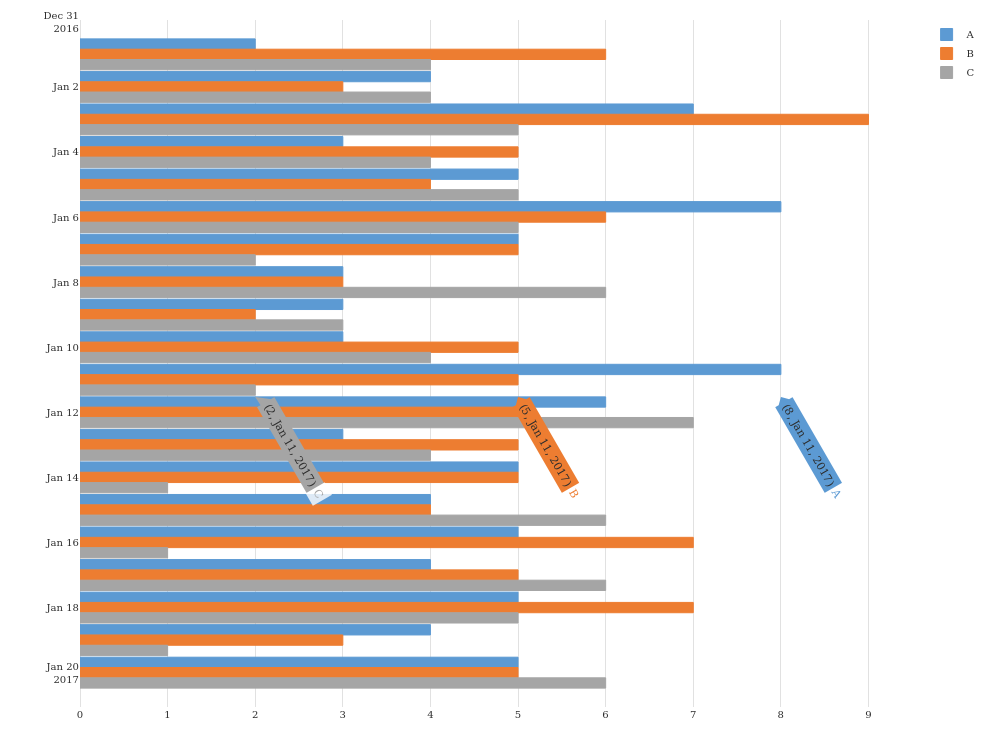 Dec 31
2016
Jan 2
Jan 4
Jan 6
Jan 8
Jan 10
Jan 12
Jan 14
Jan 16
Jan 18
Jan 20
2017
0 1 2 3 4 5 6 7 8 9
(2, Jan 11, 2017) C
(5, Jan 11, 2017) B
(8, Jan 11, 2017) A
A
B
C